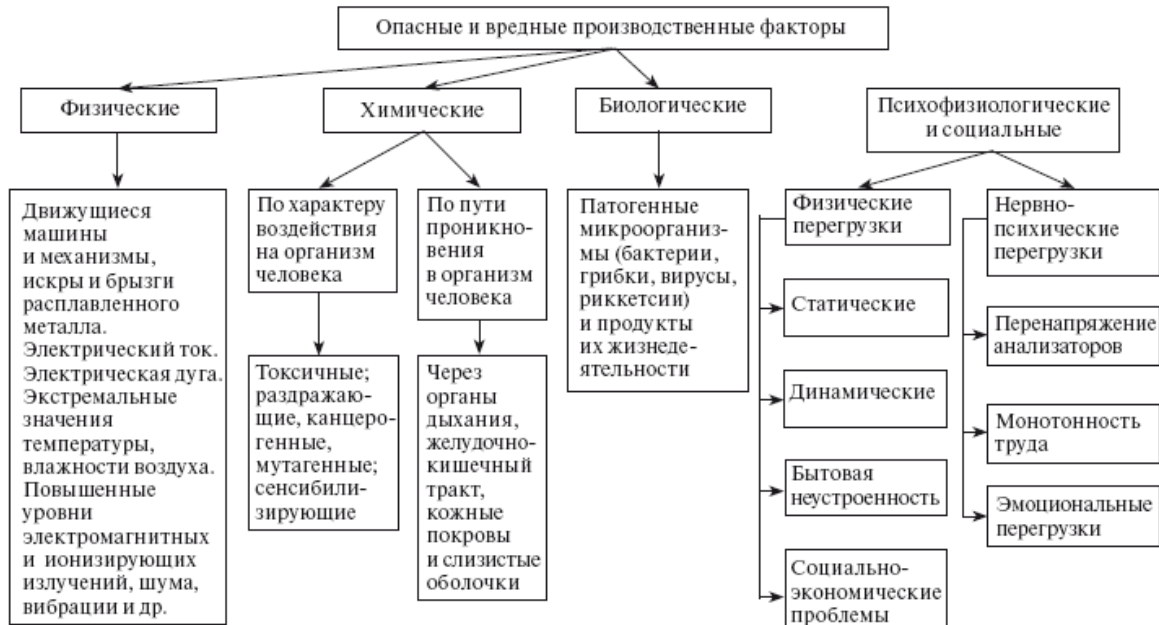 Опасные и вредные производственные факторы
Физические
Химические
Биологические
Психофизиологические
и социальные
Движущиеся
машины
и механизмы,
искры и брызги
расплавленного
металла.
Электрический ток.
Электрическая дуга.
Экстремальные
значения
температуры,
влажности воздуха.
Повышенные
уровни
электромагнитных
и ионизирующих
излучений, шума,
вибрации и др.
По характеру
воздействия
на организм
человека
По пути
проникно-
вения
в организм
человека
Токсичные;
раздражаю-
щие, канцеро-
генные,
мутагенные;
сенсибили-
зирующие
Через
органы
дыхания,
желудочно-
кишечный
тракт,
кожные
покровы
и слизистые
оболочки
Патогенные
микроорганиз-
мы (бактерии,
грибки, вирусы,
риккетсии)
и продукты
их жизнеде-
ятельности
Физические
перегрузки
Статические
Динамические
Бытовая
неустроенность
Социально-
экономические
проблемы
Нервно-
психические
перегрузки
Перенапряжение
анализаторов
Монотонность
труда
Эмоциональные
перегрузки